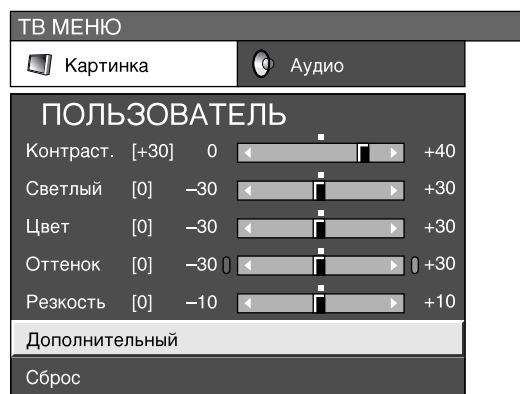 ТВ МЕНЮ
Картинка Аудио
ПОЛЬЗОВАТЕЛЬ
Контраст. [+30] 0 +40
Светлый [0] –30 +30
Цвет [0] –30 +30
Оттенок [0] –30 +30
Резкость [0] –10 +10
Дополнительный
Сброс